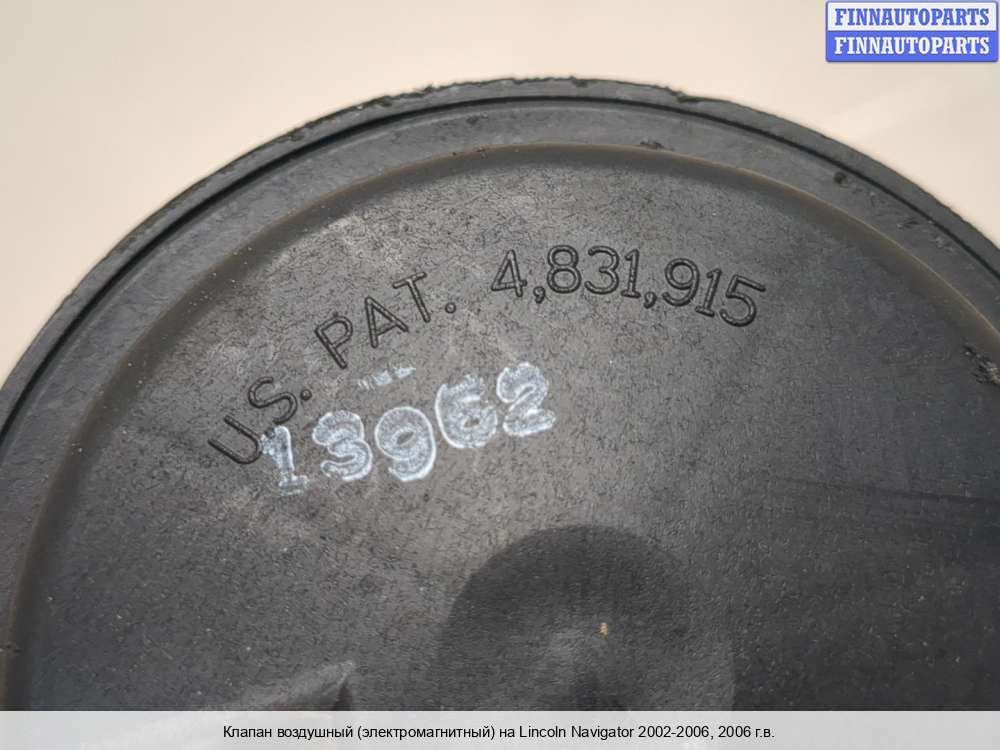 FINNAUTOPARTS
FINNAUTOPARTS
U.S. PAT. 4,831,915
13962
Клапан воздушный (электромагнитный) на Lincoln Navigator 2002-2006, 2006 г.в.